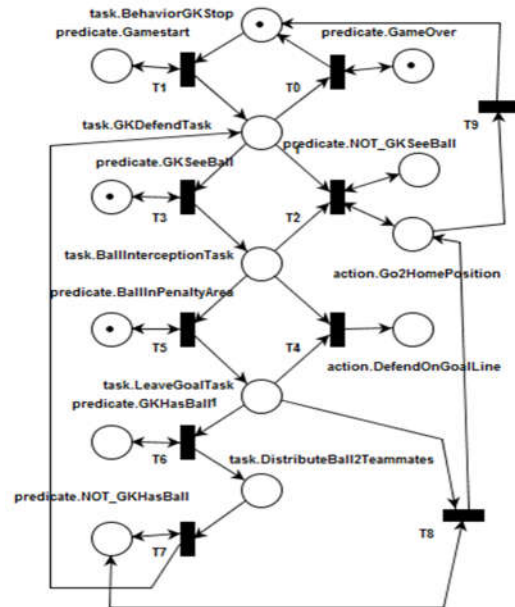 task.BehaviorGKStop
predicate.Gamestart
predicate.GameOver
T1
T0
T9
task.GKDefendTask
predicate.NOT_GKSeeBall
1
predicate.GKSeeBall
T3
T2
task.BallInterceptionTask
action.Go2HomePosition
predicate.BallInPenaltyArea
T5
T4
action.DefendOnGoalLine
task.LeaveGoalTask
predicate.GKHasBall
1
T6
task.DistributeBall2Teammates
predicate.NOT_GKHasBall
T7
T8